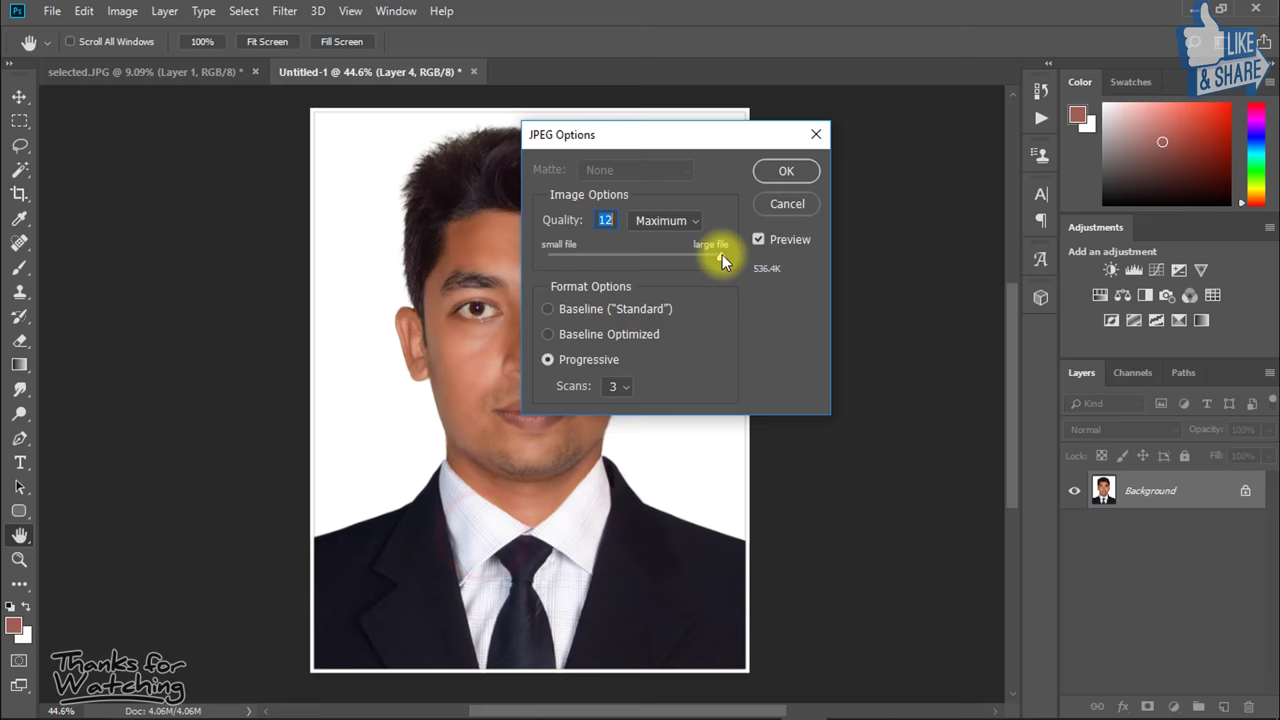 Ps File Edit Image Layer Type Select Filter 3D View Window Help
Scroll All Windows 100% Fit Screen Fill Screen
LIKE
& SHARE
selected.JPG @ 9.09% (Layer 1, RGB/8) * Untitled-1 @ 44.6% (Layer 4, RGB/8) *
Color Swatches
JPEG Options
Matte: None OK
Image Options
Quality: 12 Maximum Cancel
small file large file Preview
536.4K
Format Options
Baseline ("Standard")
Baseline Optimized
Progressive
Scans: 3
Adjustments
Add an adjustment
Layers Channels Paths
Kind
Normal Opacity: 100%
Lock: Fill: 100%
Background
Thanks for
Watching
44.6% Doc: 4.06M/4.06M